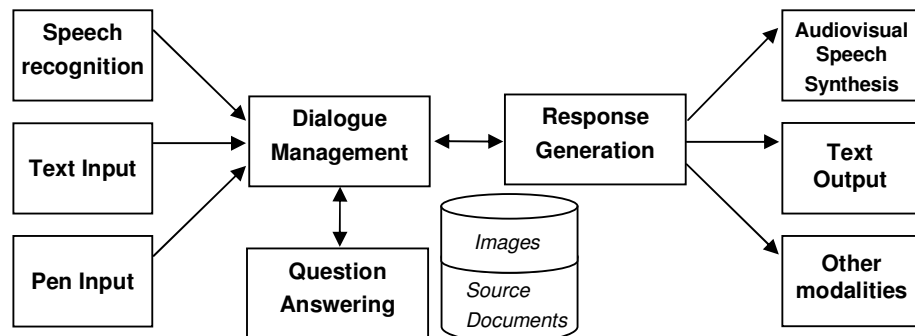 Speech
recognition
Text Input
Pen Input
Dialogue
Management
Question
Answering
Images
Source
Documents
Response
Generation
Audiovisual
Speech
Synthesis
Text
Output
Other
modalities